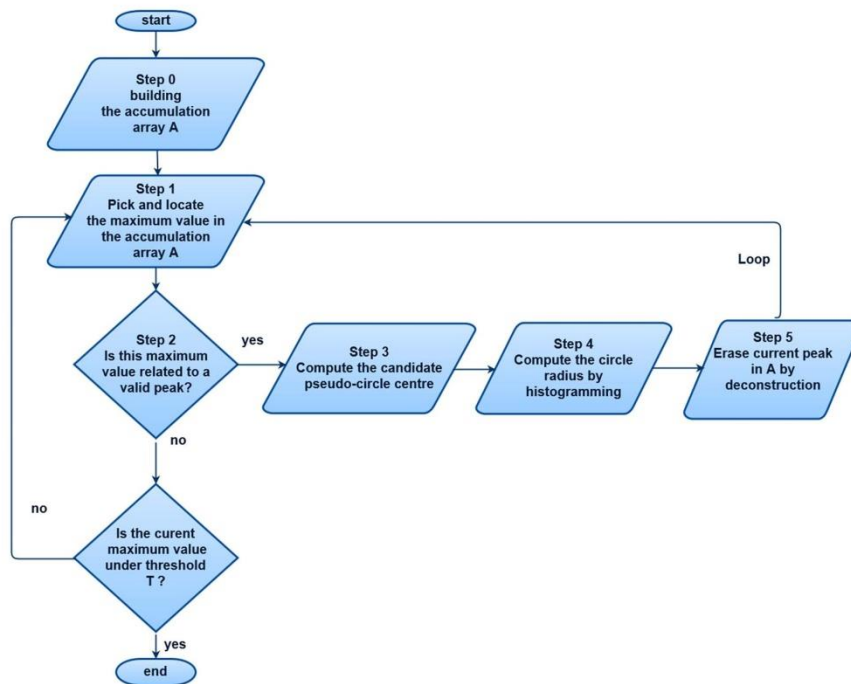 start
Step 0
building
the accumulation
array A
Step 1
Pick and locate
the maximum value in
the accumulation
array A
Loop
Step 2
Is this maximum
value related to a
valid peak?
yes
Step 3
Compute the candidate
pseudo-circle centre
Step 4
Compute the circle
radius by
histogramming
Step 5
Erase current peak
in A by
deconstruction
no
no
Is the curent
maximum value
under threshold
T ?
yes
end